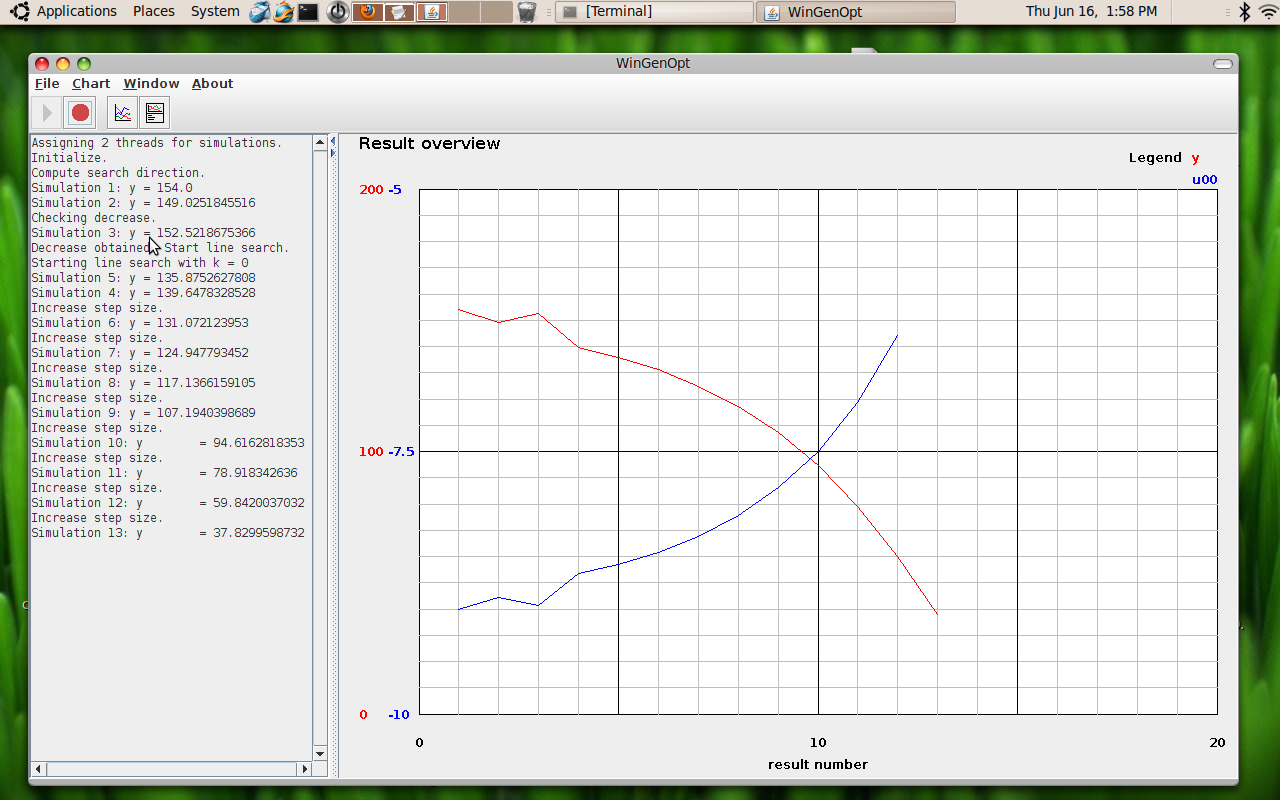 Applications Places System [Terminal] WinGenOpt Thu Jun 16, 1:58 PM
WinGenOpt
File Chart Window About
Assigning 2 threads for simulations.
Initialize.
Compute search direction.
Simulation 1: y = 154.0
Simulation 2: y = 149.0251845516
Checking decrease.
Simulation 3: y = 152.5218675366
Decrease obtained. Start line search.
Starting line search with k = 0
Simulation 5: y = 135.8752627808
Simulation 4: y = 139.6478328528
Increase step size.
Simulation 6: y = 131.072123953
Increase step size.
Simulation 7: y = 124.947793452
Increase step size.
Simulation 8: y = 117.1366159105
Increase step size.
Simulation 9: y = 107.1940398689
Increase step size.
Simulation 10: y = 94.6162818353
Increase step size.
Simulation 11: y = 78.918342636
Increase step size.
Simulation 12: y = 59.8420037032
Increase step size.
Simulation 13: y = 37.8299598732
Result overview
Legend y
u00
200 -5
100 -7.5
0 -10
0 10 20
result number